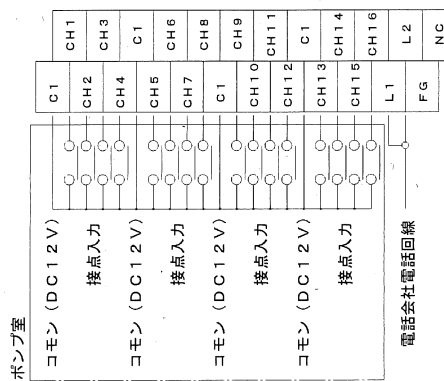 CH1
CH3
C1
CH6
CH8
CH9
CH11
C1
CH14
CH16
L2
NC
C1
CH2
CH4
CH5
CH7
C1
CH10
CH12
CH13
CH15
L1
FG
ポンプ室
コモン(DC12V)
接点入力
コモン(DC12V)
接点入力
コモン(DC12V)
接点入力
コモン(DC12V)
接点入力
電話会社電話回線